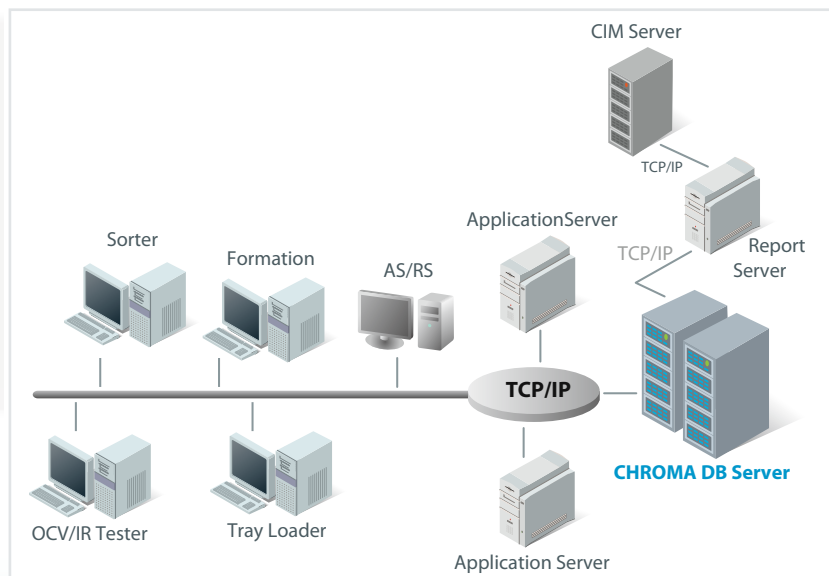 CIM Server
TCP/IP
ApplicationServer
Report
Server
TCP/IP
Sorter
Formation
AS/RS
TCP/IP
CHROMA DB Server
OCV/IR Tester
Tray Loader
Application Server